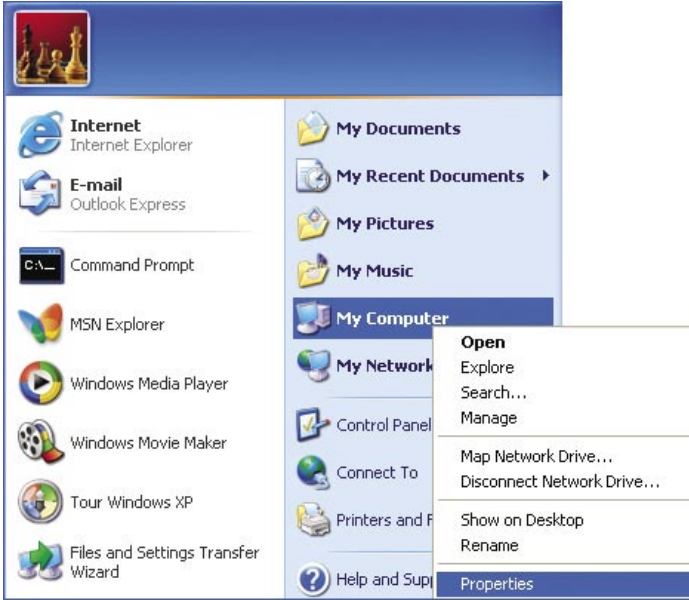 Internet
Internet Explorer
E-mail
Outlook Express
C:\_
Command Prompt
MSN Explorer
Windows Media Player
Windows Movie Maker
Tour Windows XP
Files and Settings Transfer
Wizard
My Documents
My Recent Documents
My Pictures
My Music
My Computer
My Network
Control Panel
Connect To
Printers and
Help and
Open
Explore
Search...
Manage
Map Network Drive...
Disconnect Network Drive...
Show on Desktop
Rename
Properties